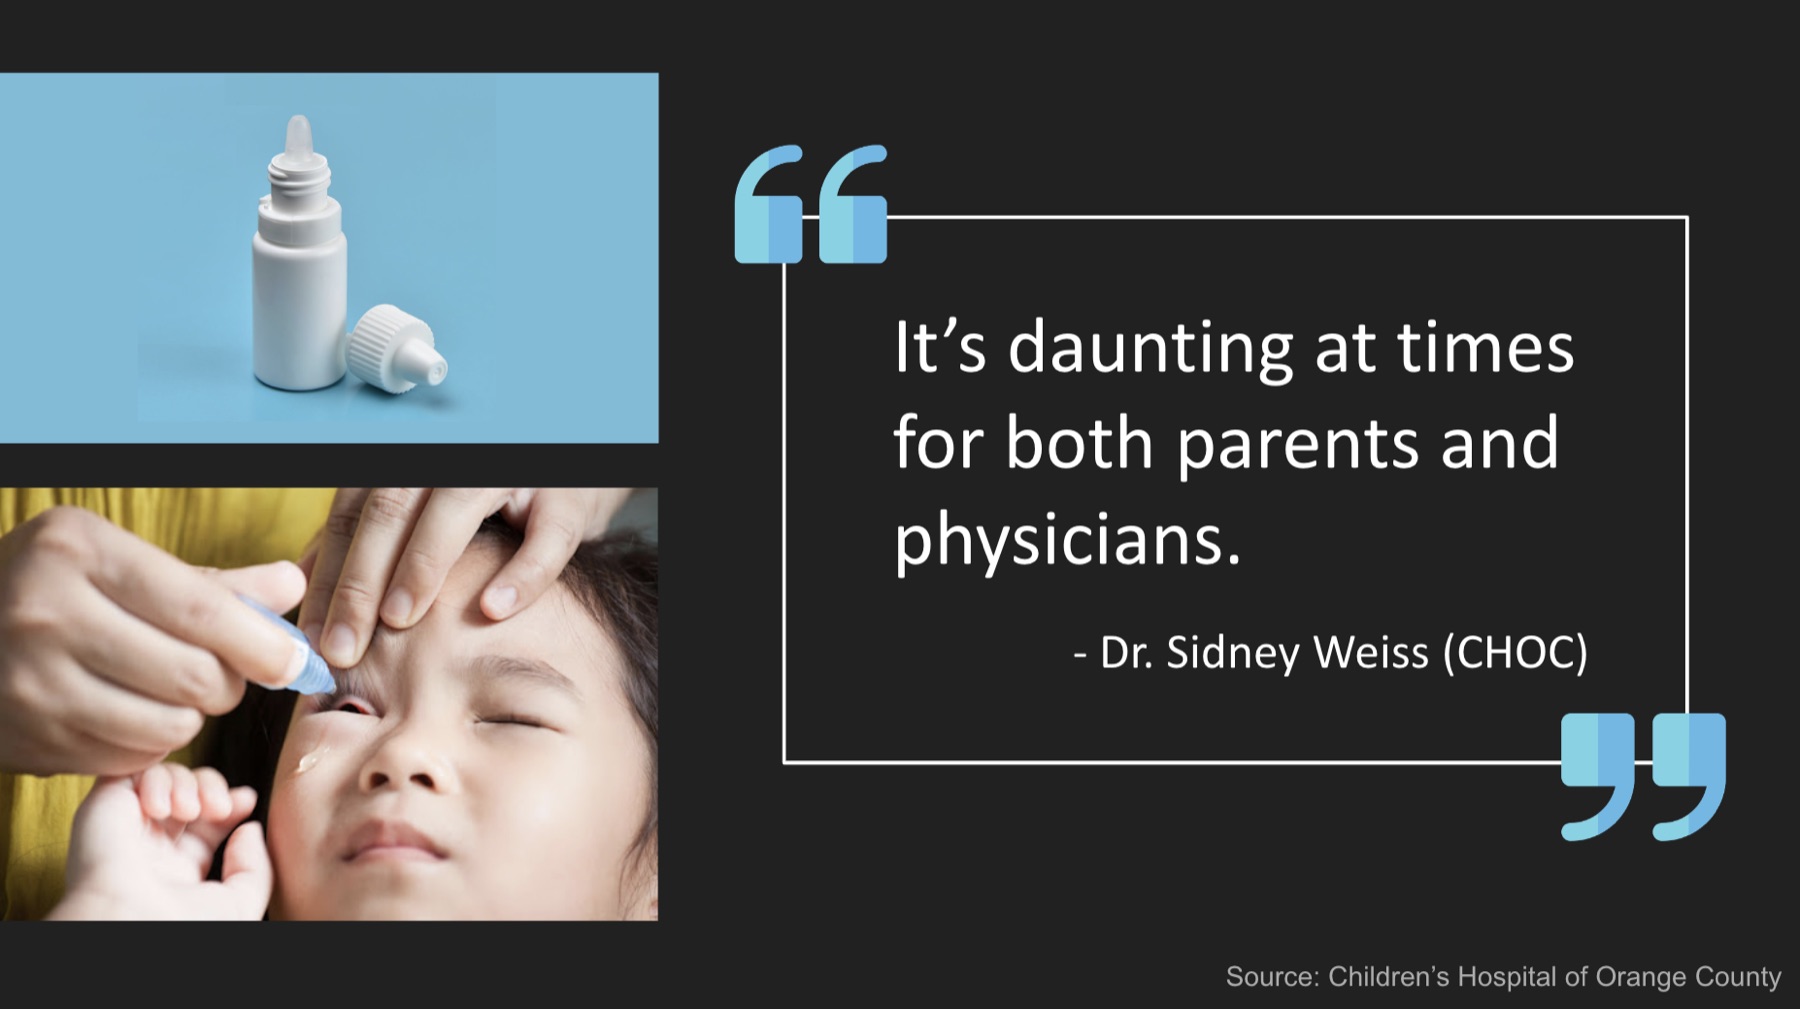 It’s daunting at times
for both parents and
physicians.
- Dr. Sidney Weiss (CHOC)
Source: Children’s Hospital of Orange County